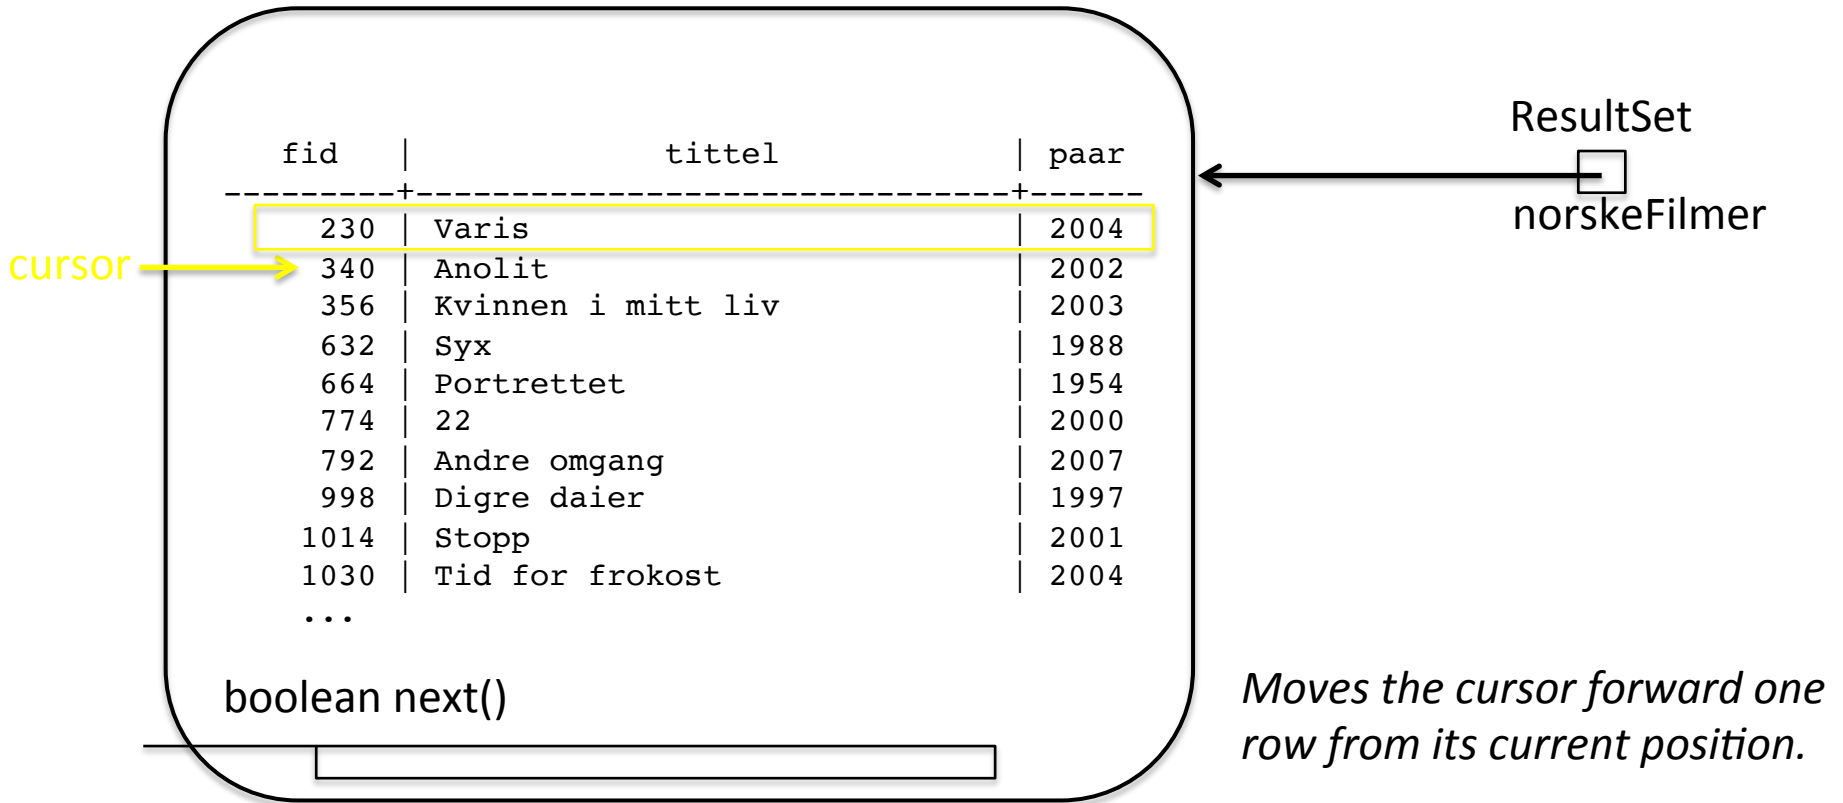 ResultSet
norskeFilmer
fid | tittel | paar
---------+-------------------------------+------
230 | Varis | 2004
cursor
340 | Anolit | 2002
356 | Kvinnen i mitt liv | 2003
632 | Syx | 1988
664 | Portrettet | 1954
774 | 22 | 2000
792 | Andre omgang | 2007
998 | Digre daier | 1997
1014 | Stopp | 2001
1030 | Tid for frokost | 2004
...
boolean next()
Moves the cursor forward one
row from its current position.